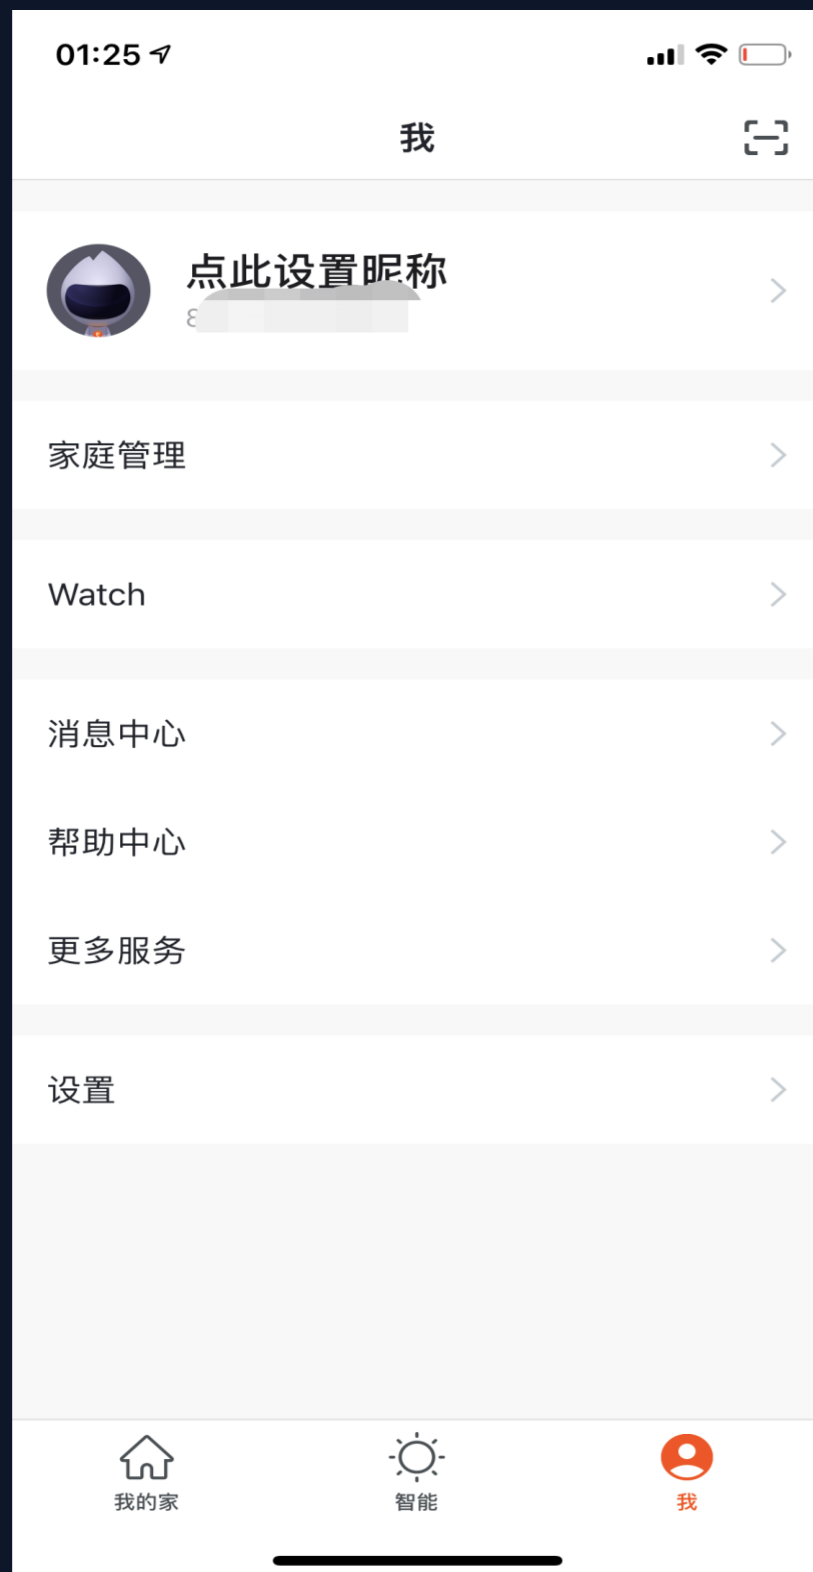 01:25
我
点此设置昵称
8
家庭管理
Watch
消息中心
帮助中心
更多服务
设置
我的家
智能
我